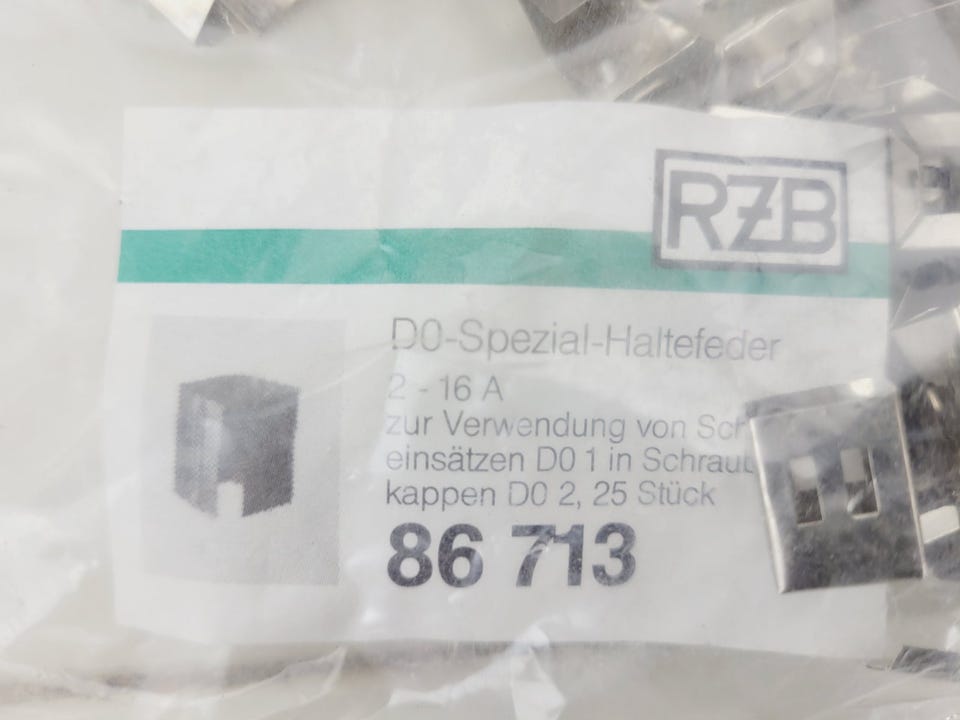 RZB
D0-Spezial-Haltefeder
2 - 16 A
zur Verwendung von
einsätzen D0 1 in
kappen D0 2, 25 Stück
86 713